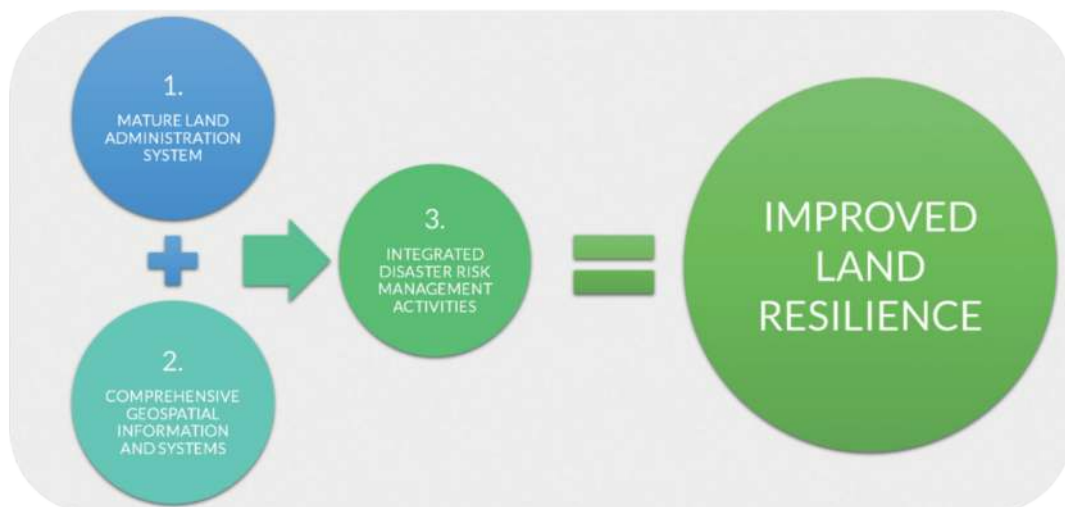 1.
MATURE LAND
ADMINISTRATION
SYSTEM
2.
COMPREHENSIVE
GEOSPATIAL
INFORMATION
AND SYSTEMS
3.
INTEGRATED
DISASTER RISK
MANAGEMENT
ACTIVITIES
IMPROVED
LAND
RESILIENCE